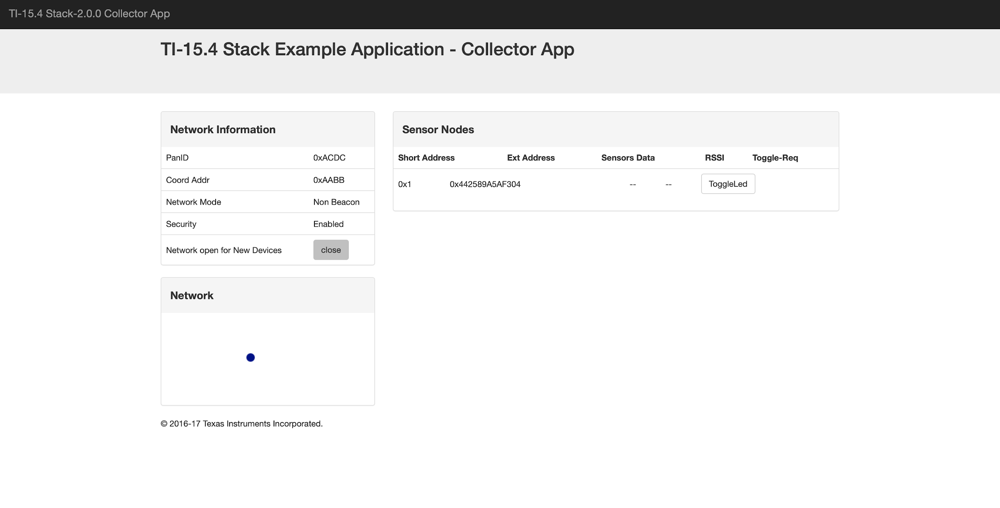 TI-15.4 Stack-2.0.0 Collector App
TI-15.4 Stack Example Application - Collector App
Network Information
PanID 0xACDC
Coord Addr 0xAABB
Network Mode Non Beacon
Security Enabled
Network open for New Devices close
Sensor Nodes
Short Address Ext Address Sensors Data RSSI Toggle-Req
0x1 0x442589A5AF304 -- -- ToggleLed
Network
© 2016-17 Texas Instruments Incorporated.